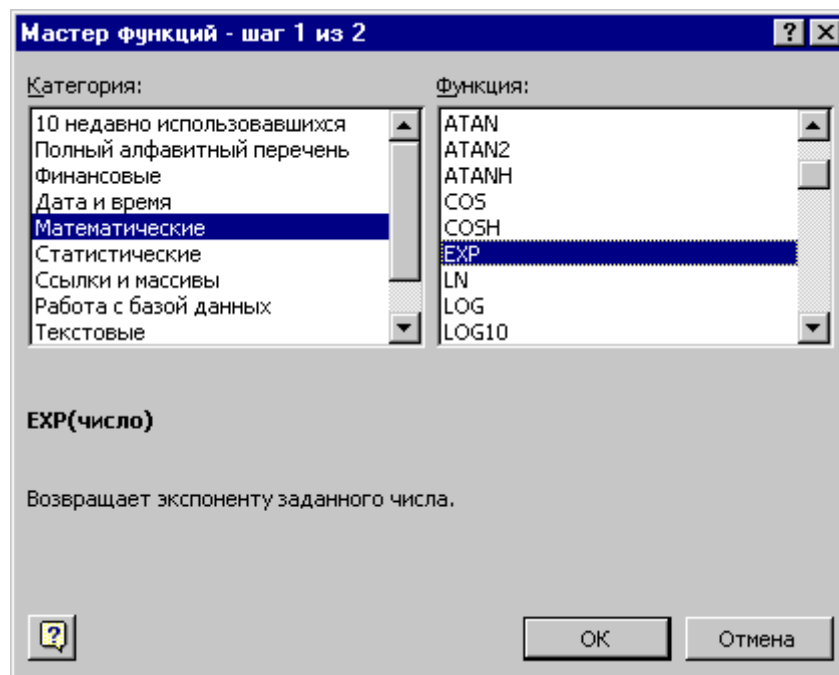 Мастер функций - шаг 1 из 2
Категория:
10 недавно использовавшихся
Полный алфавитный перечень
Финансовые
Дата и время
Математические
Статистические
Ссылки и массивы
Работа с базой данных
Текстовые
Функция:
ATAN
ATAN2
ATANH
COS
COSH
EXP
LN
LOG
LOG10
EXP(число)
Возвращает экспоненту заданного числа.
ОК
Отмена